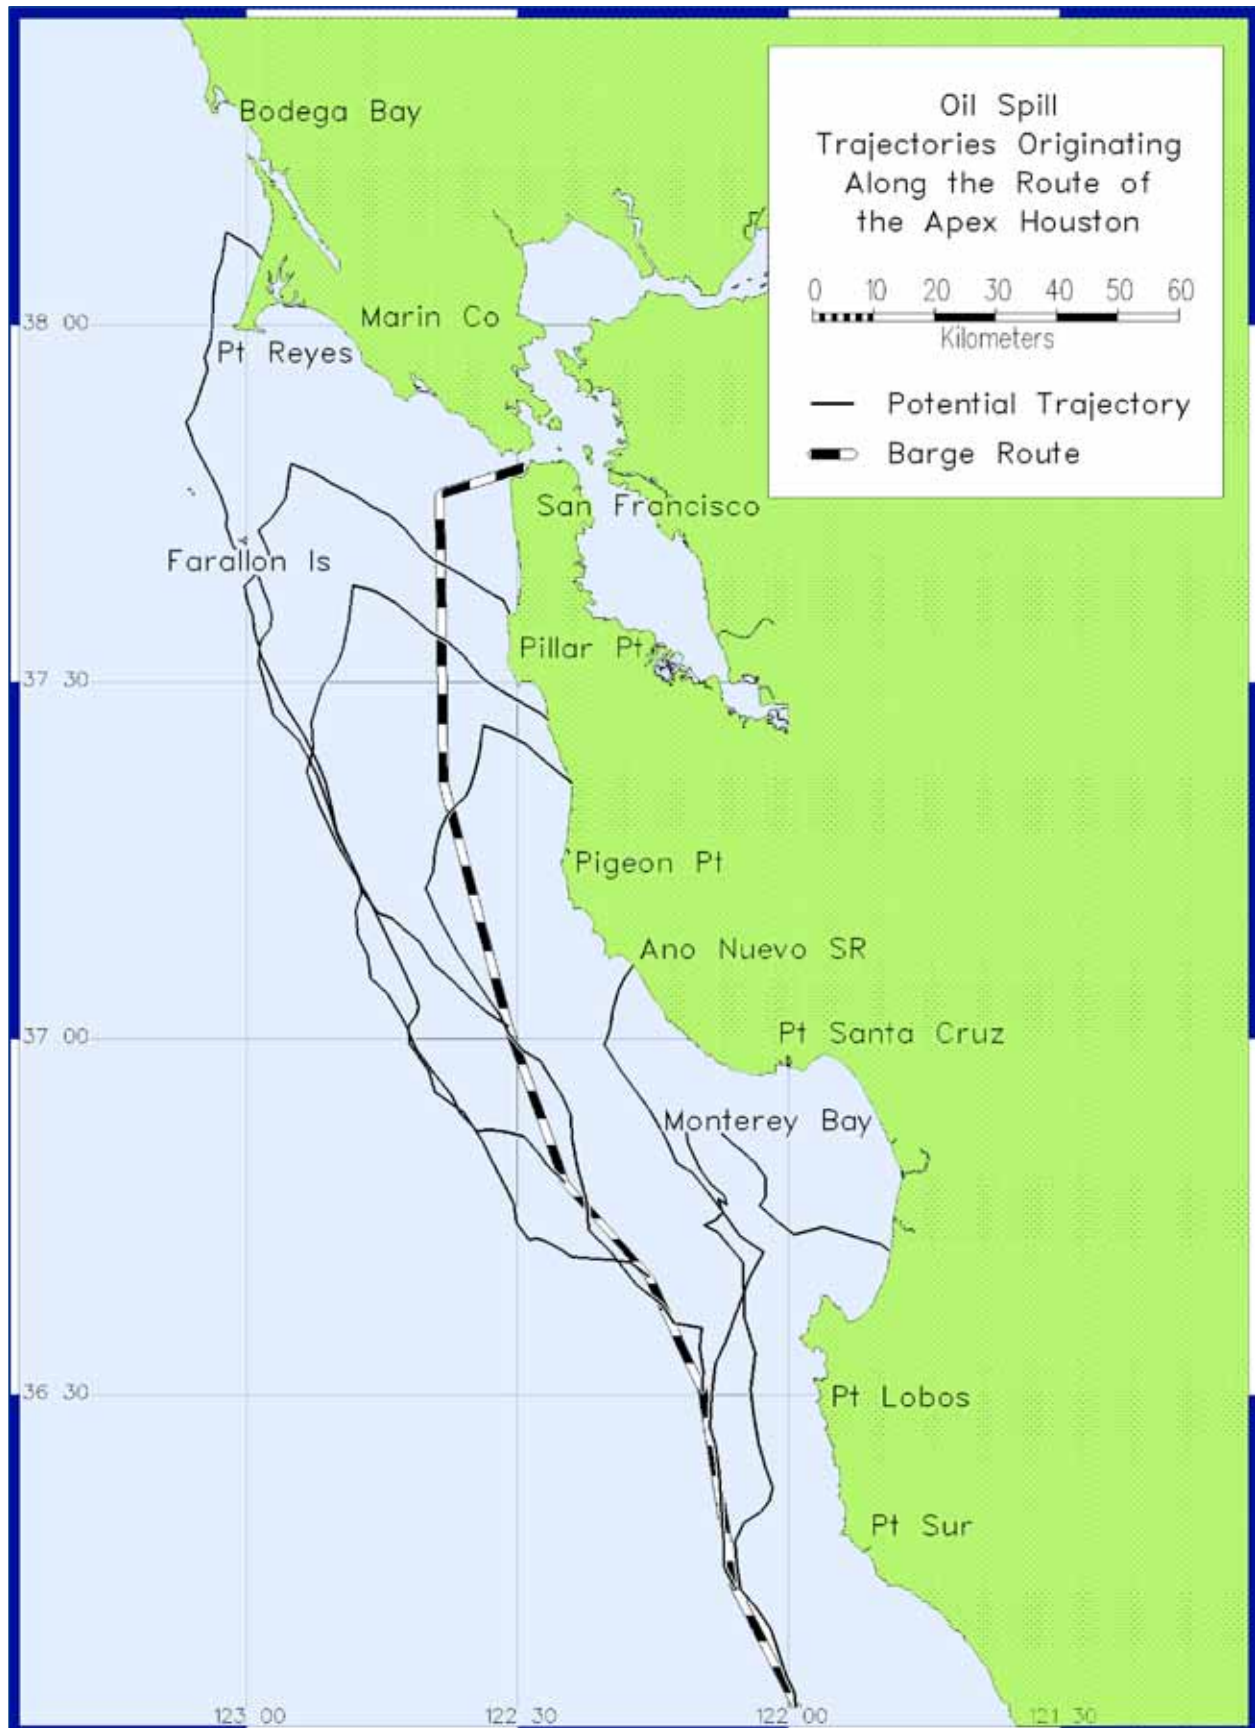 Oil Spill
Trajectories Originating
Along the Route of
the Apex Houston
0 10 20 30 40 50 60
Kilometers
Potential Trajectory
Barge Route
Bodega Bay
Marin Co
38 00
Pt Reyes
San Francisco
Farallon Is
Pillar Pt
37 30
Pigeon Pt
Ano Nuevo SR
Pt Santa Cruz
37 00
Monterey Bay
36 30
Pt Lobos
Pt Sur
123 00 122 30 122 00 121 30